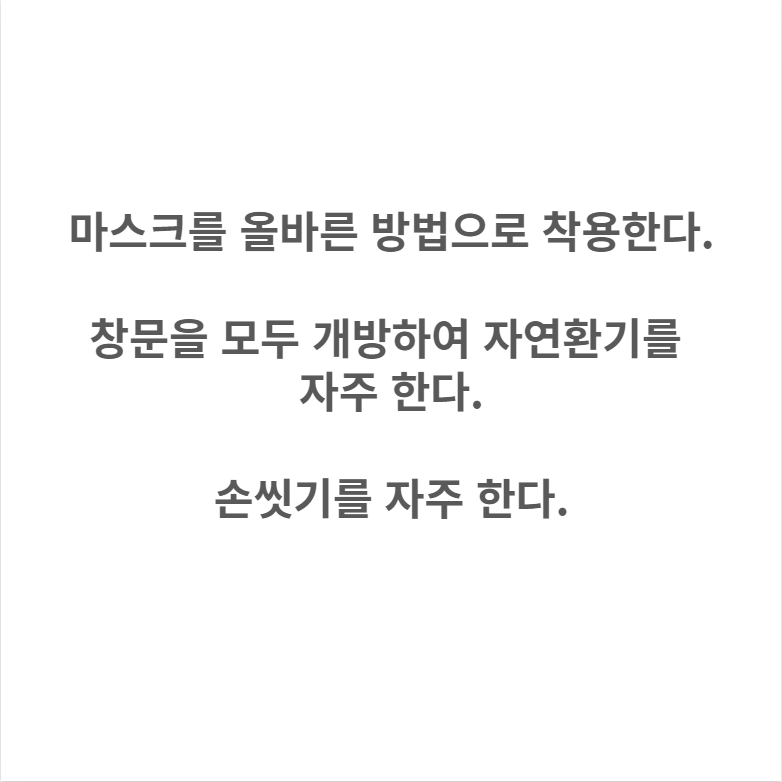 마스크를 올바른 방법으로 착용한다.
창문을 모두 개방하여 자연환기를
자주 한다.
손씻기를 자주 한다.